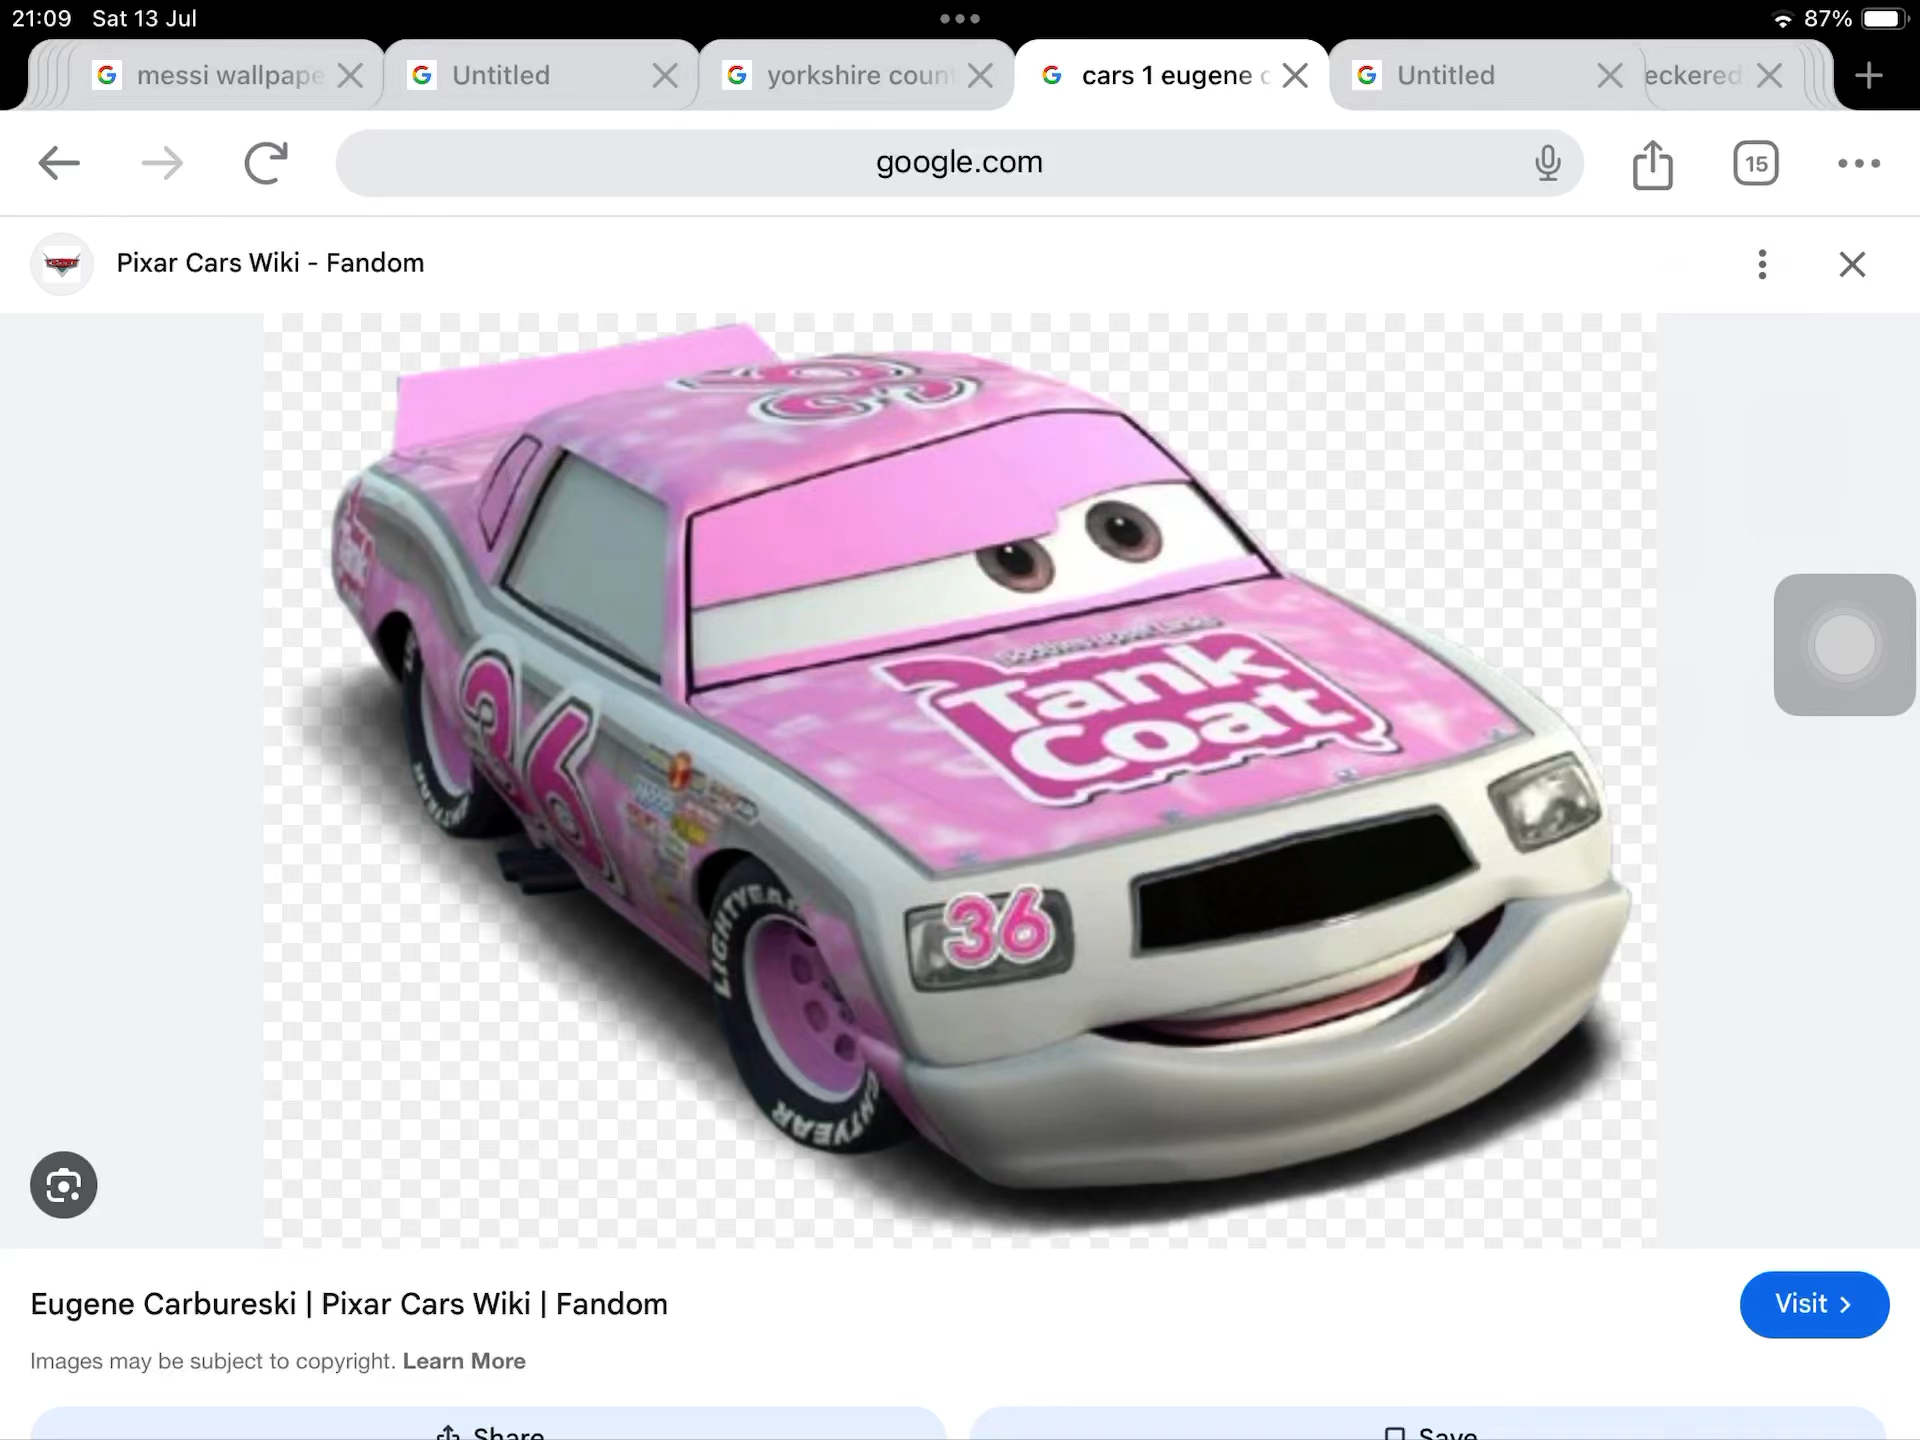 21:09 Sat 13 Jul
87%
messi wallpape
Untitled
yorkshire coun
cars 1 eugene c
Untitled
eckered
google.com
15
Pixar Cars Wiki - Fandom
Tank
Coat
36
36
LIGHTYEAR
Eugene Carbureski | Pixar Cars Wiki | Fandom
Visit
Images may be subject to copyright. Learn More
Share
Save